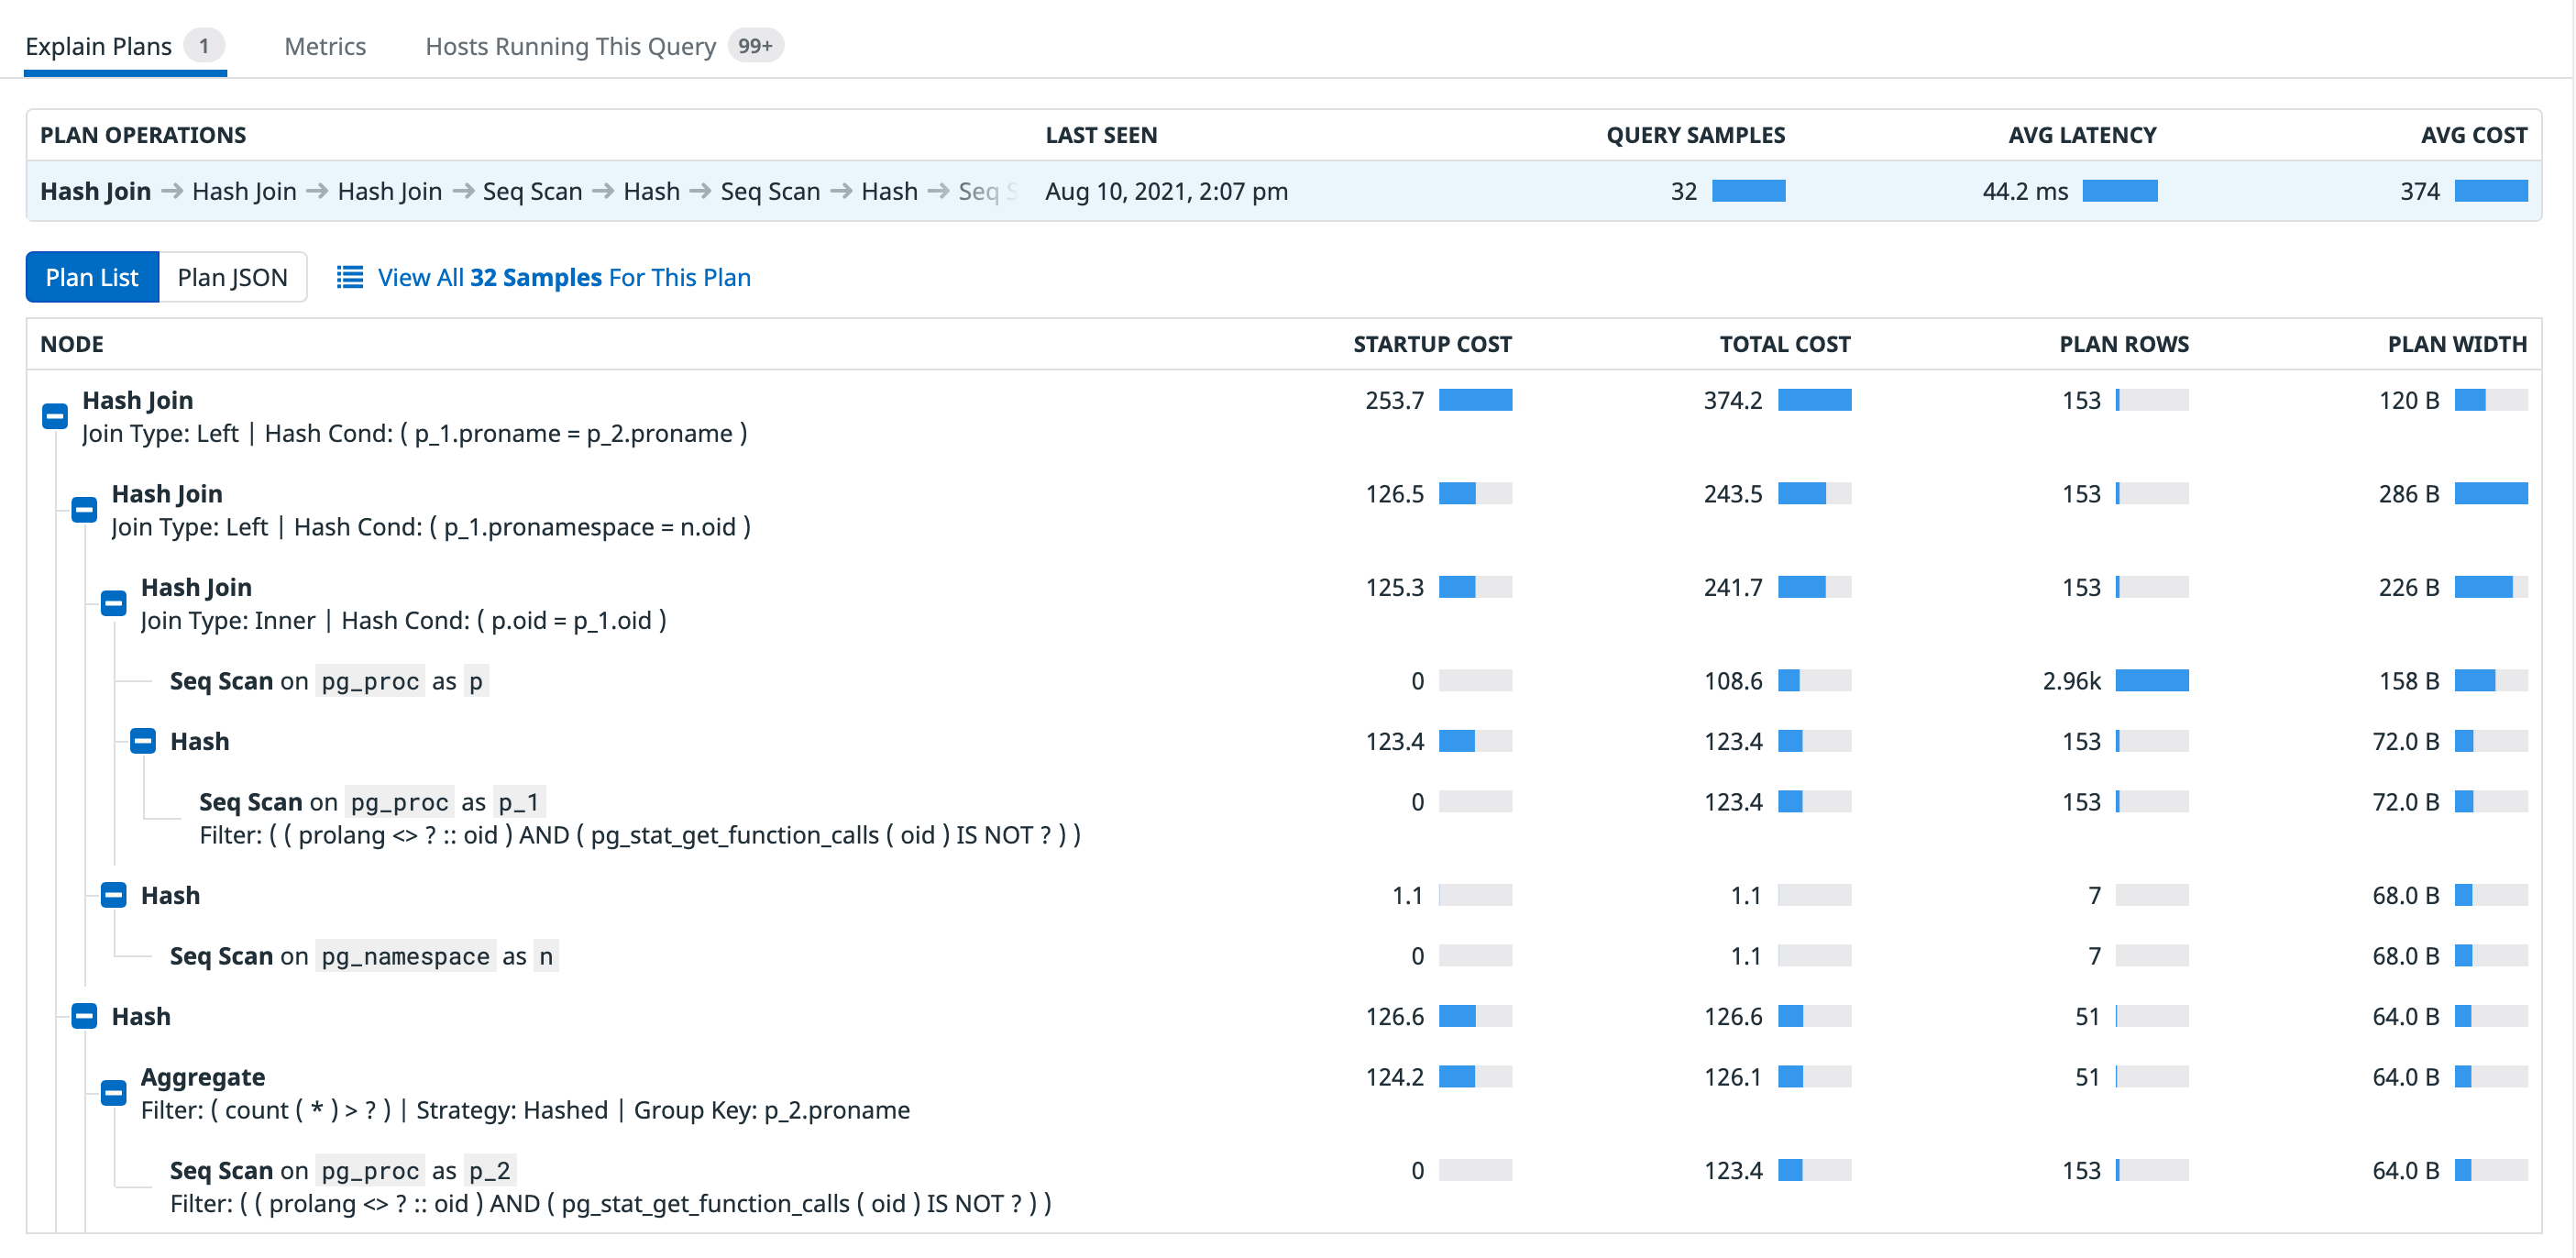 Explain Plans 1 Metrics Hosts Running This Query 99+
PLAN OPERATIONS LAST SEEN QUERY SAMPLES AVG LATENCY AVG COST
Hash Join → Hash Join → Hash Join → Seq Scan → Hash → Seq Scan → Hash → Seq S Aug 10, 2021, 2:07 pm 32 44.2 ms 374
Plan List Plan JSON View All 32 Samples For This Plan
NODE STARTUP COST TOTAL COST PLAN ROWS PLAN WIDTH
Hash Join 253.7 374.2 153 120 B
Join Type: Left | Hash Cond: ( p_1.proname = p_2.proname )
Hash Join 126.5 243.5 153 286 B
Join Type: Left | Hash Cond: ( p_1.pronamespace = n.oid )
Hash Join 125.3 241.7 153 226 B
Join Type: Inner | Hash Cond: ( p.oid = p_1.oid )
Seq Scan on pg_proc as p 0 108.6 2.96k 158 B
Hash 123.4 123.4 153 72.0 B
Seq Scan on pg_proc as p_1 0 123.4 153 72.0 B
Filter: ( ( prolang <> ? :: oid ) AND ( pg_stat_get_function_calls ( oid ) IS NOT ? ) )
Hash 1.1 1.1 7 68.0 B
Seq Scan on pg_namespace as n 0 1.1 7 68.0 B
Hash 126.6 126.6 51 64.0 B
Aggregate 124.2 126.1 51 64.0 B
Filter: ( count ( * ) > ? ) | Strategy: Hashed | Group Key: p_2.proname
Seq Scan on pg_proc as p_2 0 123.4 153 64.0 B
Filter: ( ( prolang <> ? :: oid ) AND ( pg_stat_get_function_calls ( oid ) IS NOT ? ) )